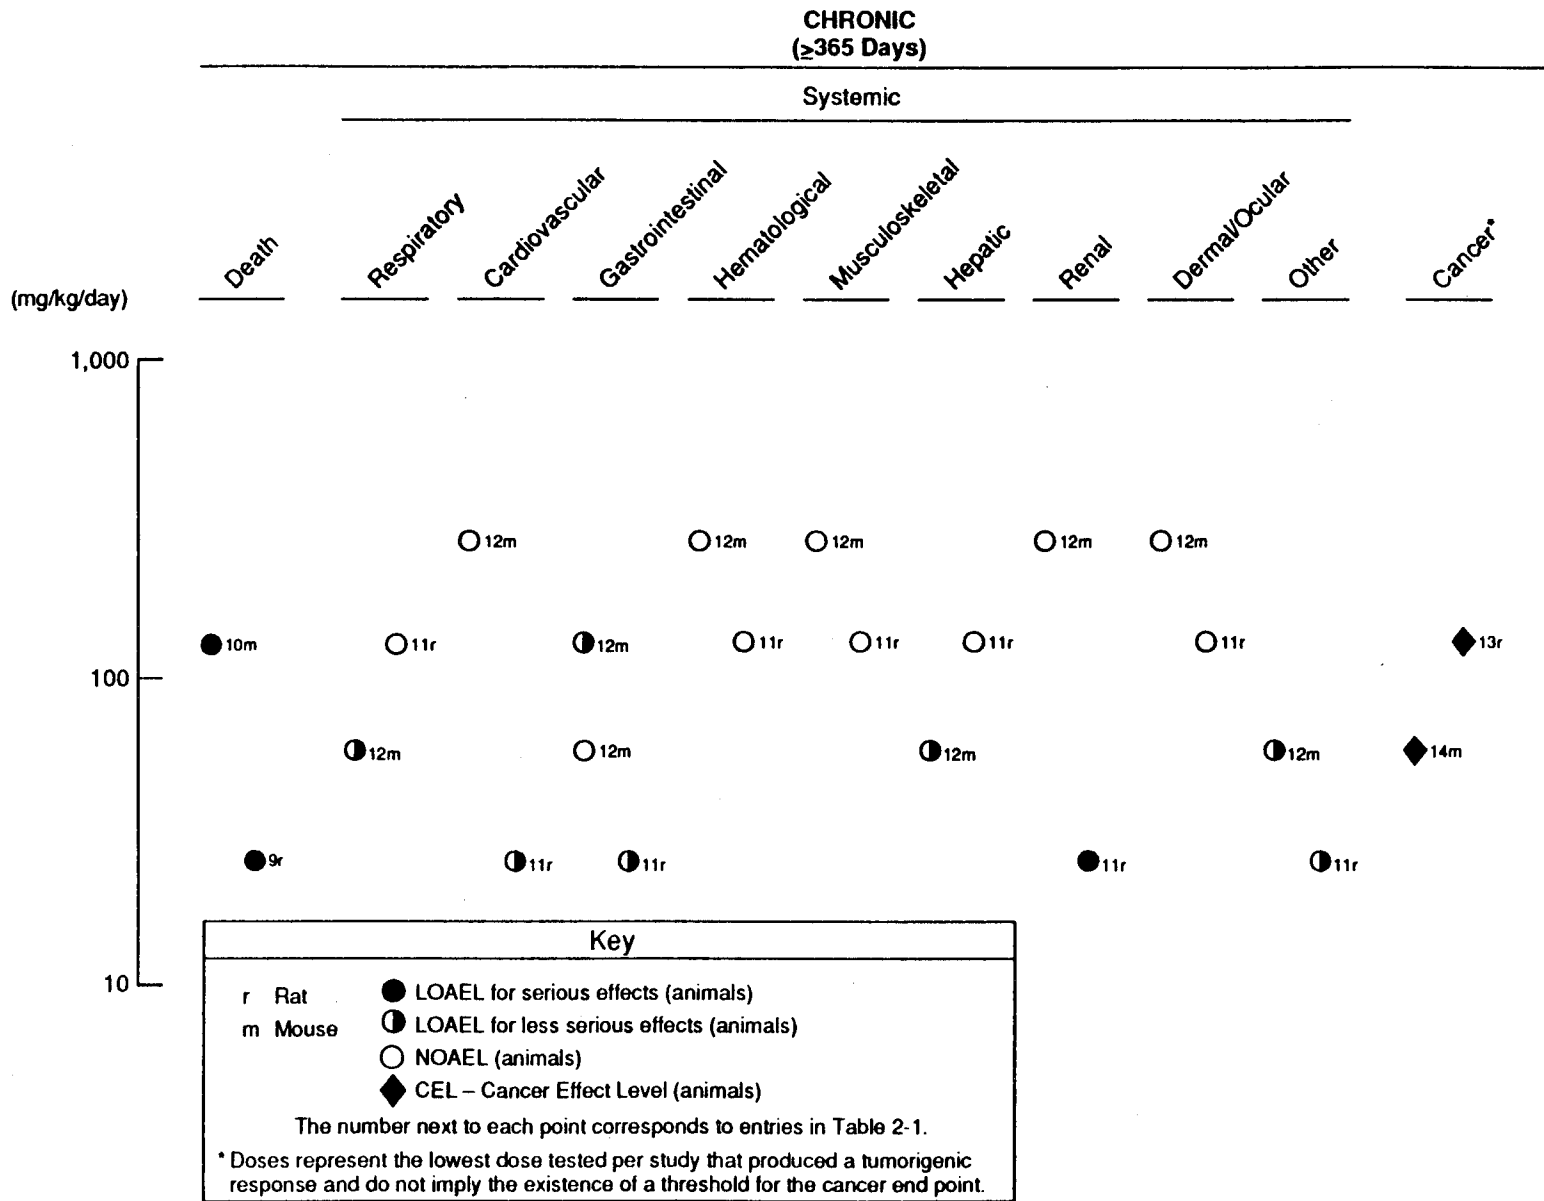 CHRONIC
(≥365 Days)
Systemic
Death
Respiratory
Cardiovascular
Gastrointestinal
Hematological
Musculoskeletal
Hepatic
Renal
Dermal/Ocular
Other
Cancer*
(mg/kg/day)
1,000
12m 12m 12m 12m 12m
10m 11r 12m 11r 11r 11r 11r 13r
100
12m 12m 12m 12m 14m
9r 11r 11r 11r 11r
10
Key
r Rat LOAEL for serious effects (animals)
m Mouse LOAEL for less serious effects (animals)
NOAEL (animals)
CEL – Cancer Effect Level (animals)
The number next to each point corresponds to entries in Table 2-1.
* Doses represent the lowest dose tested per study that produced a tumorigenic
response and do not imply the existence of a threshold for the cancer end point.